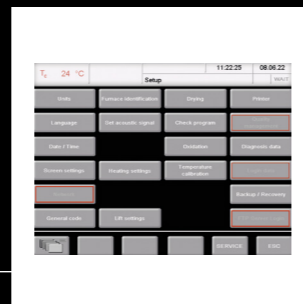 T₀ 24 °C
Setup
11:22:25
08.06.22
WAIT
Units
Furnace identification
Drying
Printer
Language
Set acoustic signal
Check program
Date / Time
Oxidation
Diagnosis data
Screen settings
Heating settings
Temperature
calibration
Backup / Recovery
General code
Lift settings
SERVICE
ESC